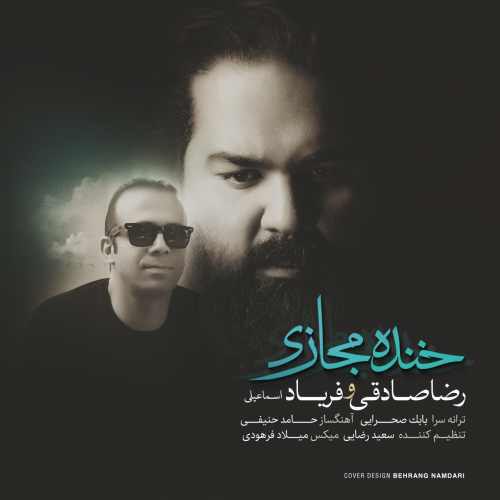 خنده مجازی
رضا صادقی و فریاد اسماعیلی
ترانه سرا بابک صحرایی آهنگساز حامد حنیفی
تنظیم کننده سعید رضایی میکس میلاد فرهودی
COVER DESIGN BEHRANG NAMDARI